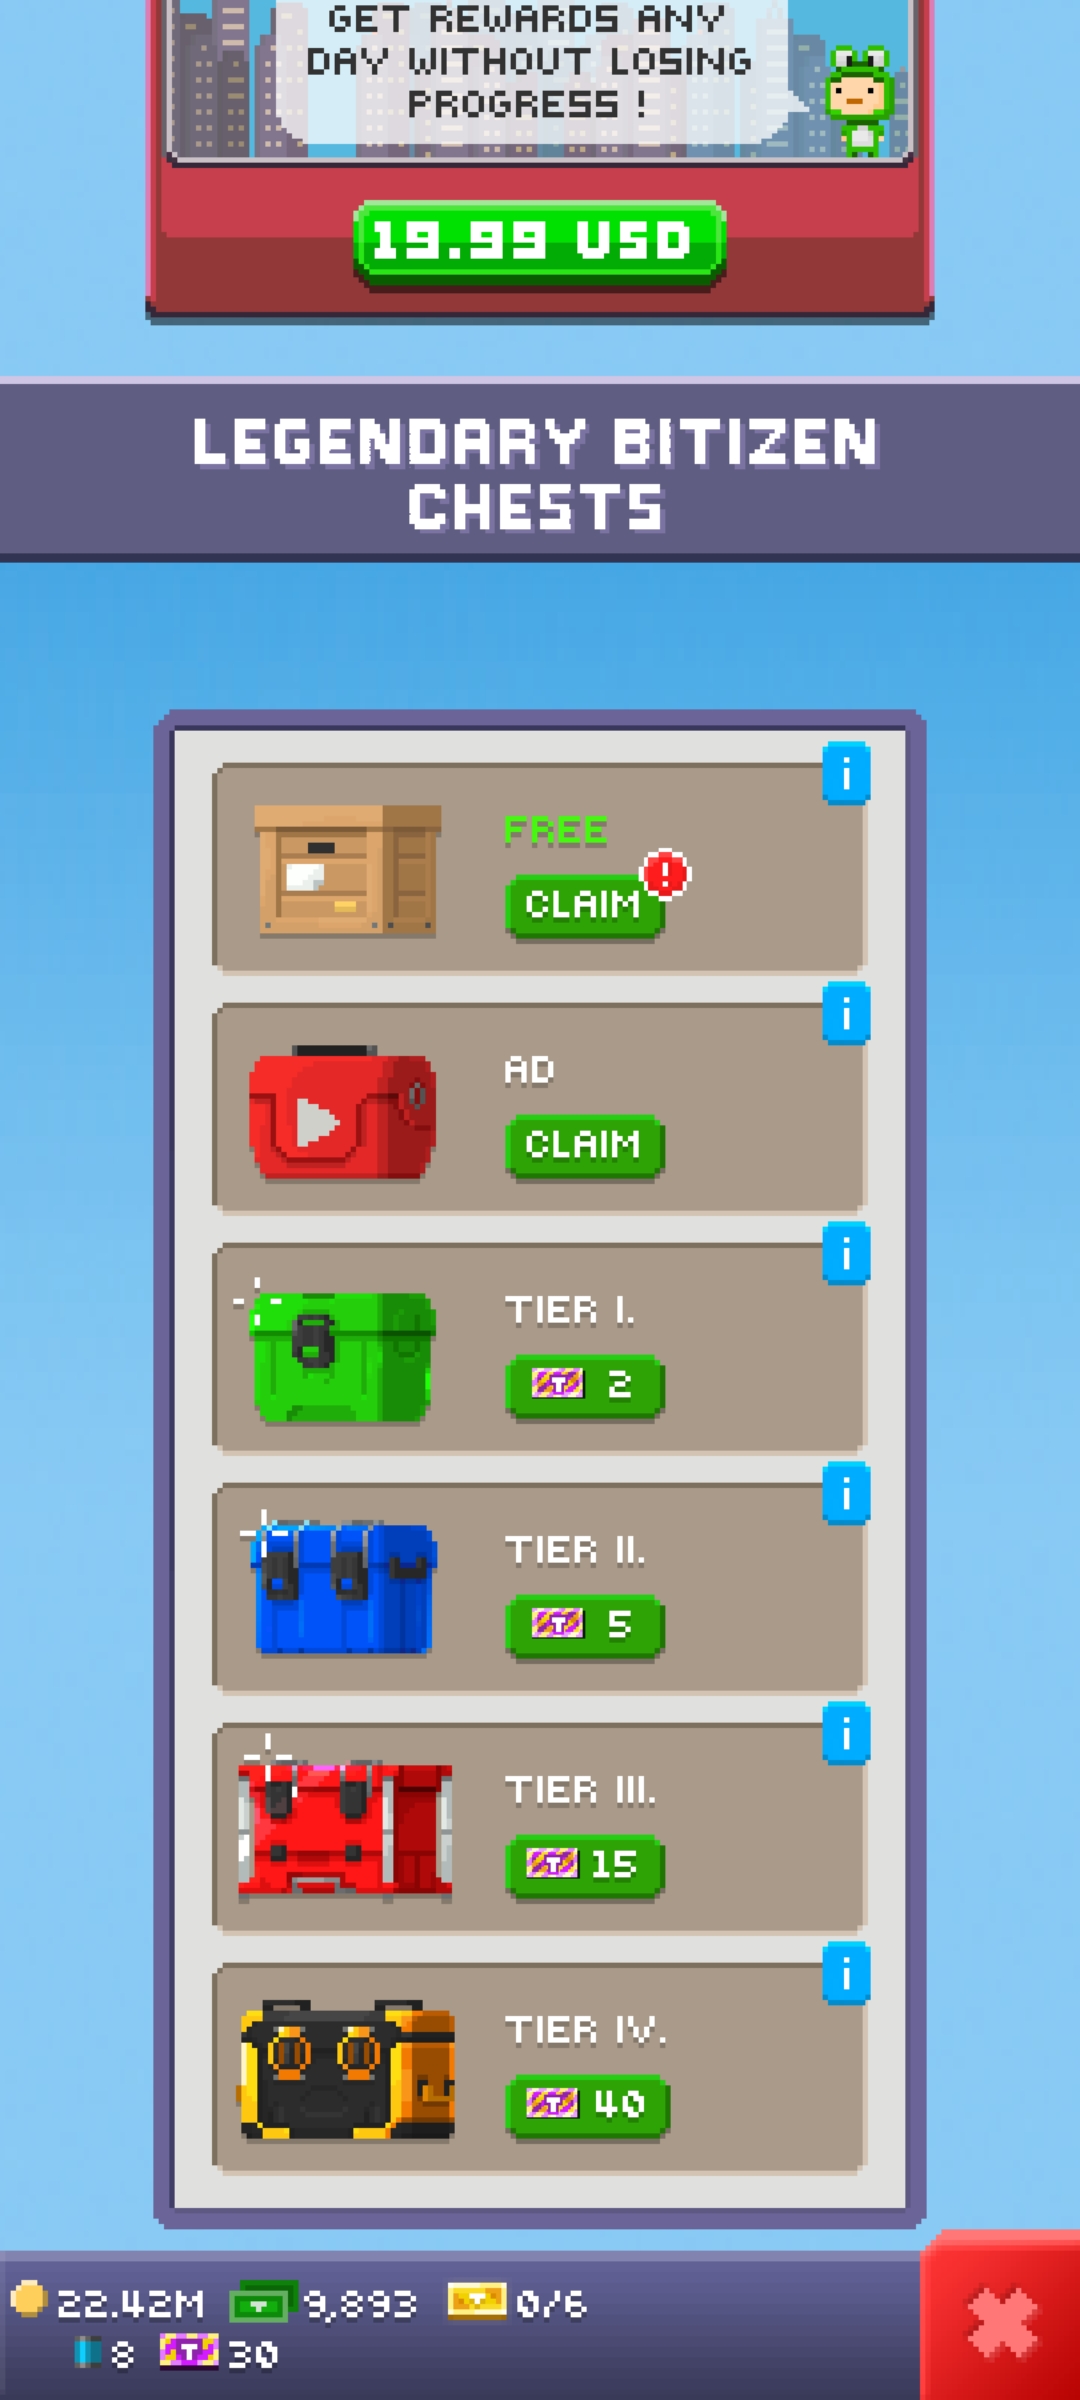 GET REWARDS ANY
DAY WITHOUT LOSING
PROGRESS !
19.99 USD
LEGENDARY BITIZEN
CHESTS
i
FREE
CLAIM
!
i
AD
CLAIM
i
TIER I.
T 2
i
TIER II.
T 5
i
TIER III.
T 15
i
TIER IV.
T 40
22.42M 9,893 0/6
8 T 30